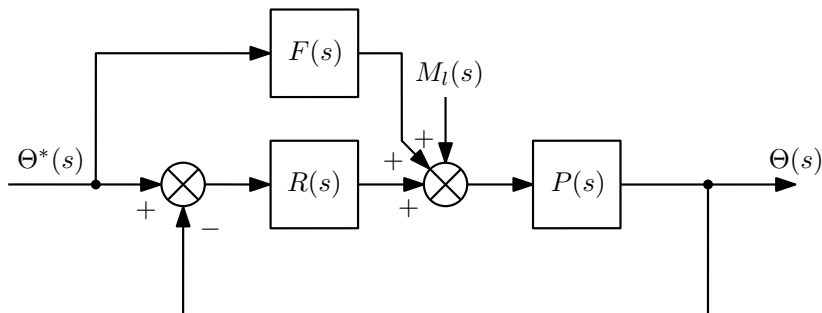 F(s)
M_l(s)
Θ*(s)
Θ(s)
+
+
R(s)
P(s)
+
+
−